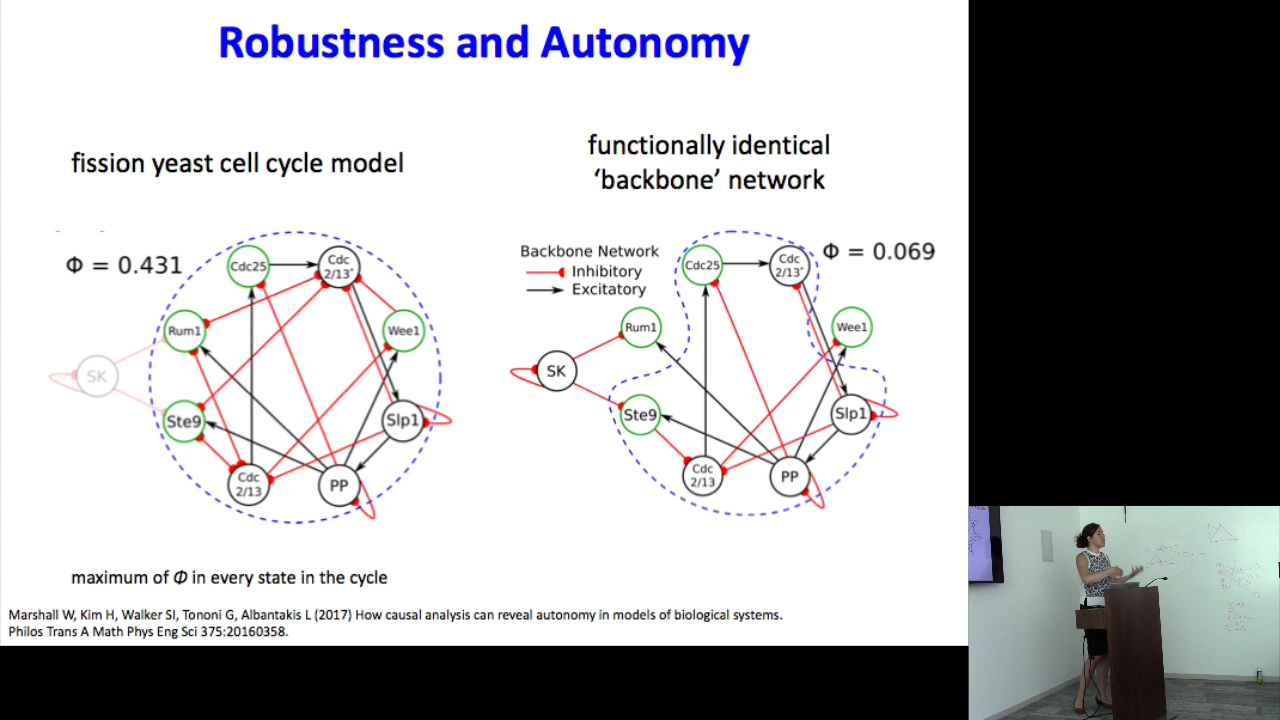 Robustness and Autonomy
fission yeast cell cycle model
functionally identical
‘backbone’ network
Φ = 0.431
Cdc25
Cdc
2/13*
Rum1
Wee1
SK
Ste9
Slp1
Cdc
2/13
PP
Backbone Network
Inhibitory
Excitatory
Φ = 0.069
Cdc25
Cdc
2/13*
Rum1
Wee1
SK
Ste9
Slp1
Cdc
2/13
PP
maximum of Φ in every state in the cycle
Marshall W, Kim H, Walker SI, Tononi G, Albantakis L (2017) How causal analysis can reveal autonomy in models of biological systems.
Philos Trans A Math Phys Eng Sci 375:20160358.